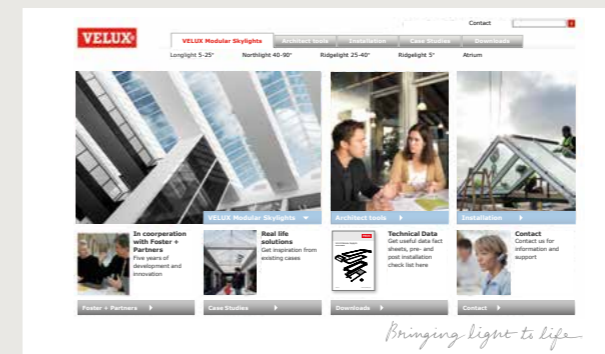 Contact
VELUX
VELUX Modular Skylights Architect tools Installation Case Studies Downloads
Longlight 5-25° Northlight 40-90° Ridgelight 25-40° Ridgelight 5° Atrium
VELUX Modular Skylights
Architect tools
Installation
In coorperation
with Foster +
Partners
Five years of
development and
innovation
Real life
solutions
Get inspiration from
existing cases
VELUX
Technical Data
Get useful data fact
sheets, pre- and
post installation
check list here
Contact
Contact us for
information and
support
Foster + Partners
Case Studies
Downloads
Contact
Bringing light to life